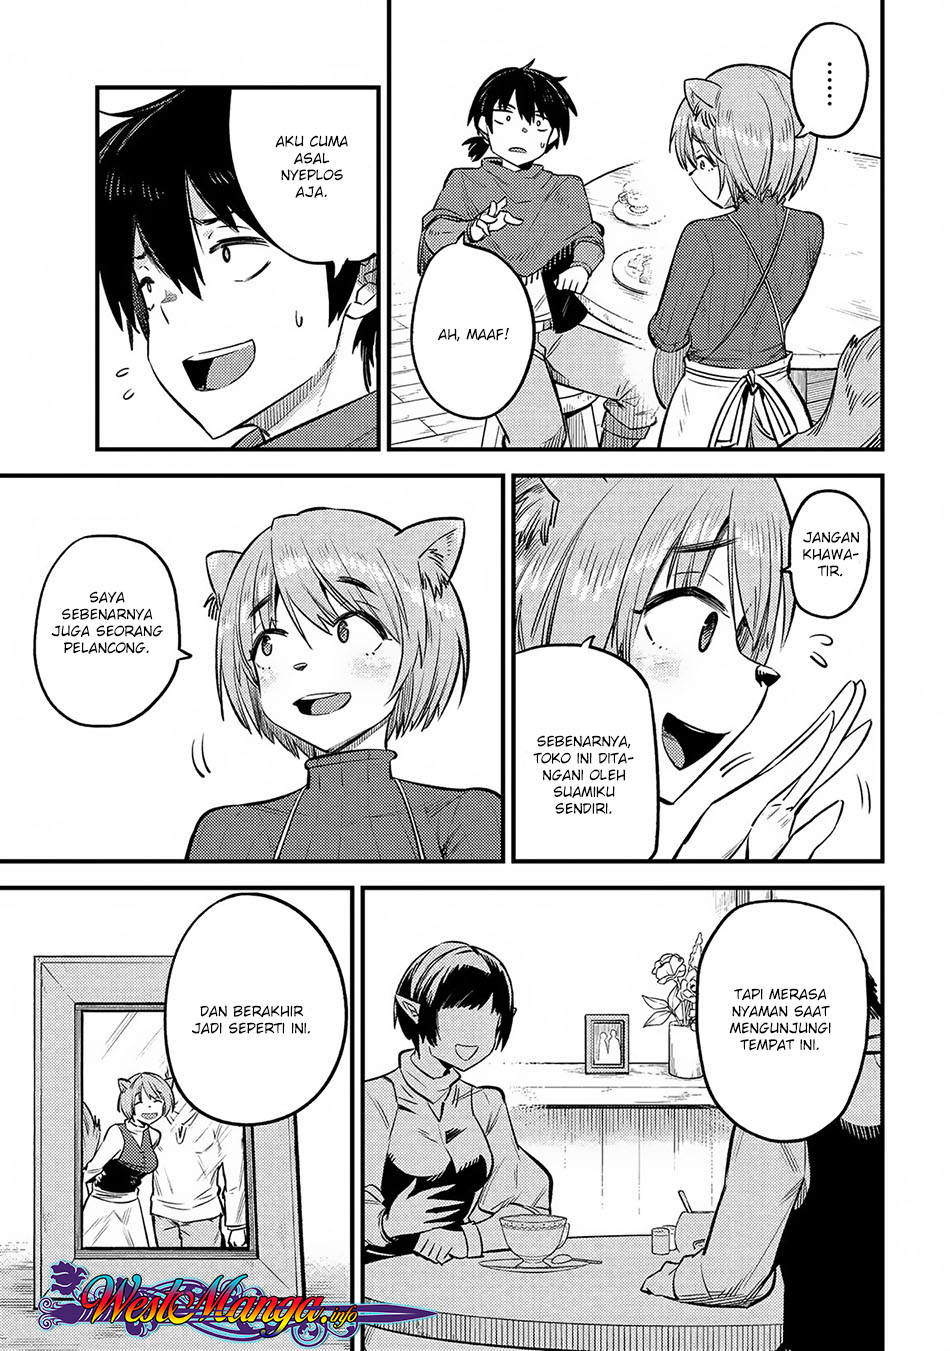 .......
AH, MAAF!
AKU CUMA
ASAL
NYEPLOS
AJA.
JANGAN
KHAWA-
TIR.
SEBENARNYA,
TOKO INI DITA-
NGANI OLEH
SUAMIKU
SENDIRI.
SAYA
SEBENARNYA
JUGA SEORANG
PELANCONG.
TAPI MERASA
NYAMAN SAAT
MENGUNJUNGI
TEMPAT INI.
DAN BERAKHIR
JADI SEPERTI INI.
WestManga.info